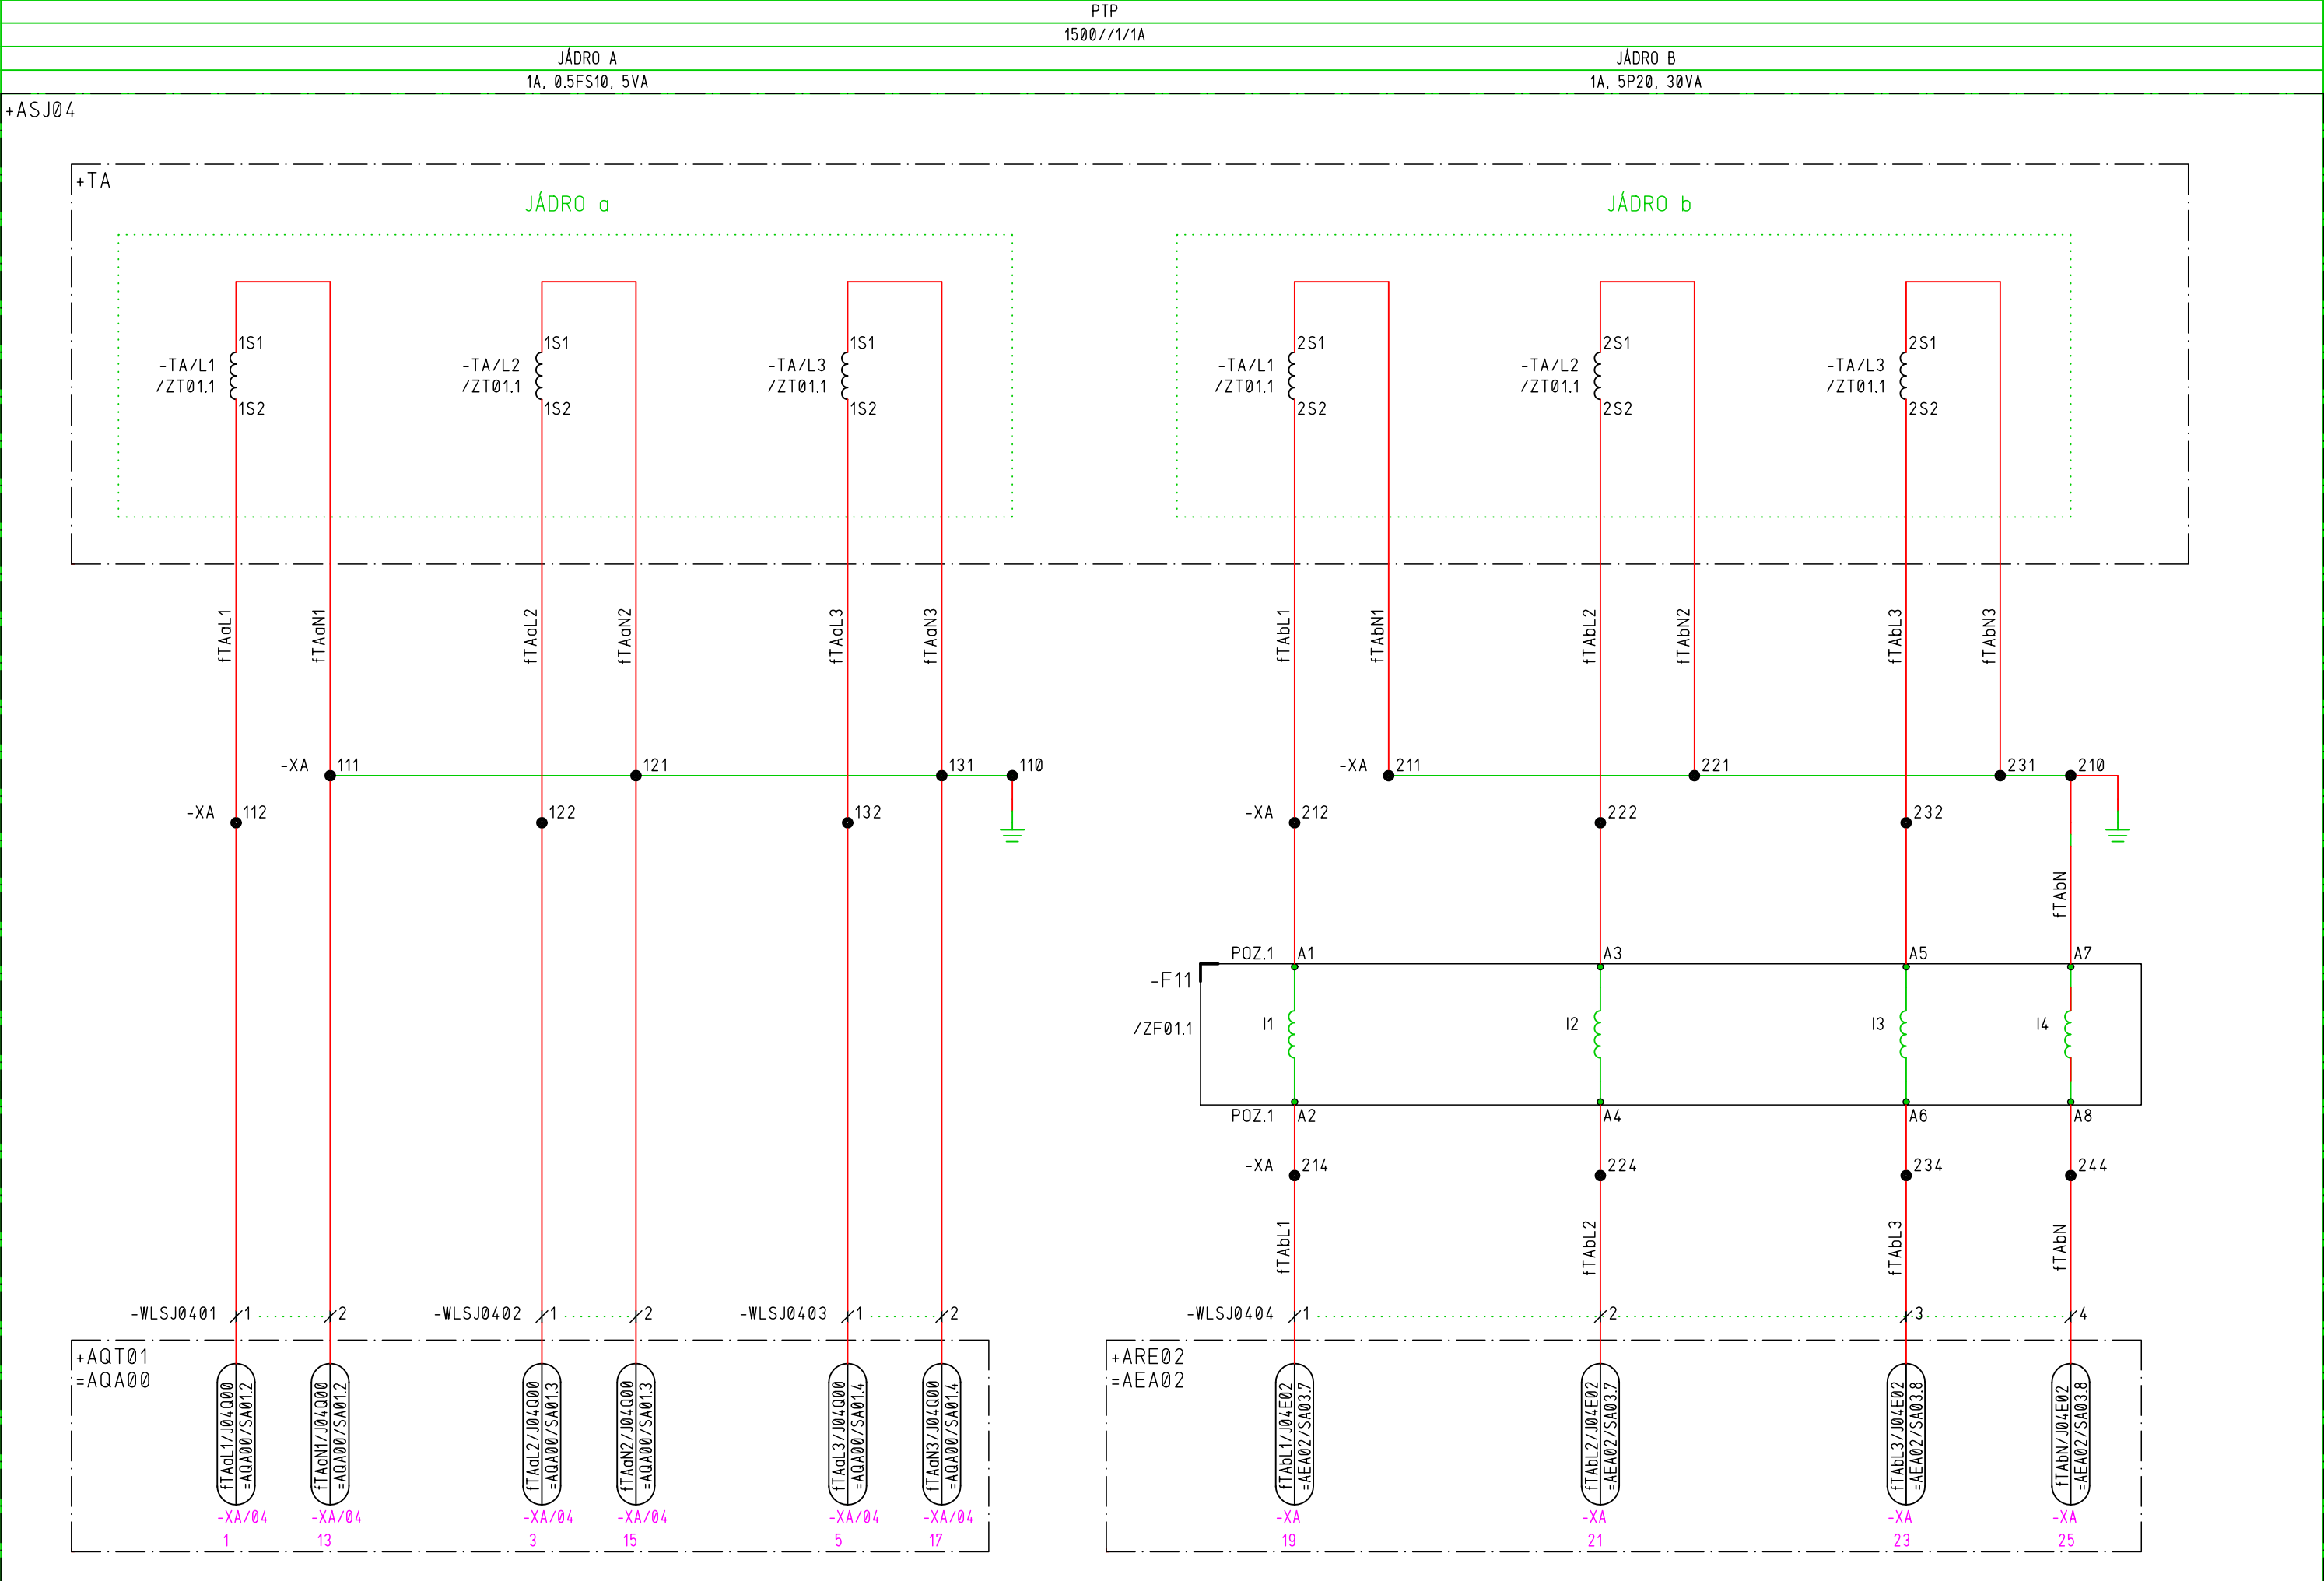 PTP
1500//1/1A
JÁDRO A JÁDRO B
1A, 0.5FS10, 5VA 1A, 5P20, 30VA
+ASJ04
+TA
JÁDRO a JÁDRO b
1S1 1S1 1S1 2S1 2S1 2S1
-TA/L1 -TA/L2 -TA/L3 -TA/L1 -TA/L2 -TA/L3
/ZT01.1 /ZT01.1 /ZT01.1 /ZT01.1 /ZT01.1 /ZT01.1
1S2 1S2 1S2 2S2 2S2 2S2
fTAaL1 fTAaN1 fTAaL2 fTAaN2 fTAaL3 fTAaN3 fTAbL1 fTAbN1 fTAbL2 fTAbN2 fTAbL3 fTAbN3
-XA 111 121 131 110 -XA 211 221 231 210
-XA 112 122 132 -XA 212 222 232
fTAbN
POZ.1 A1 A3 A5 A7
-F11
/ZF01.1 I1 I2 I3 I4
POZ.1 A2 A4 A6 A8
-XA 214 224 234 244
fTAbL1 fTAbL2 fTAbL3 fTAbN
-WLSJ0401 1 2 -WLSJ0402 1 2 -WLSJ0403 1 2 -WLSJ0404 1 2 3 4
+AQT01 +ARE02
=AQA00 =AEA02
fTAaL1/J04Q00
=AQA00/SA01.2
fTAaN1/J04Q00
=AQA00/SA01.2
fTAaL2/J04Q00
=AQA00/SA01.3
fTAaN2/J04Q00
=AQA00/SA01.3
fTAaL3/J04Q00
=AQA00/SA01.4
fTAaN3/J04Q00
=AQA00/SA01.4
fTAbL1/J04E02
=AEA02/SA03.7
fTAbL2/J04E02
=AEA02/SA03.7
fTAbL3/J04E02
=AEA02/SA03.8
fTAbN/J04E02
=AEA02/SA03.8
-XA/04 -XA/04 -XA/04 -XA/04 -XA/04 -XA/04 -XA -XA -XA -XA
1 13 3 15 5 17 19 21 23 25